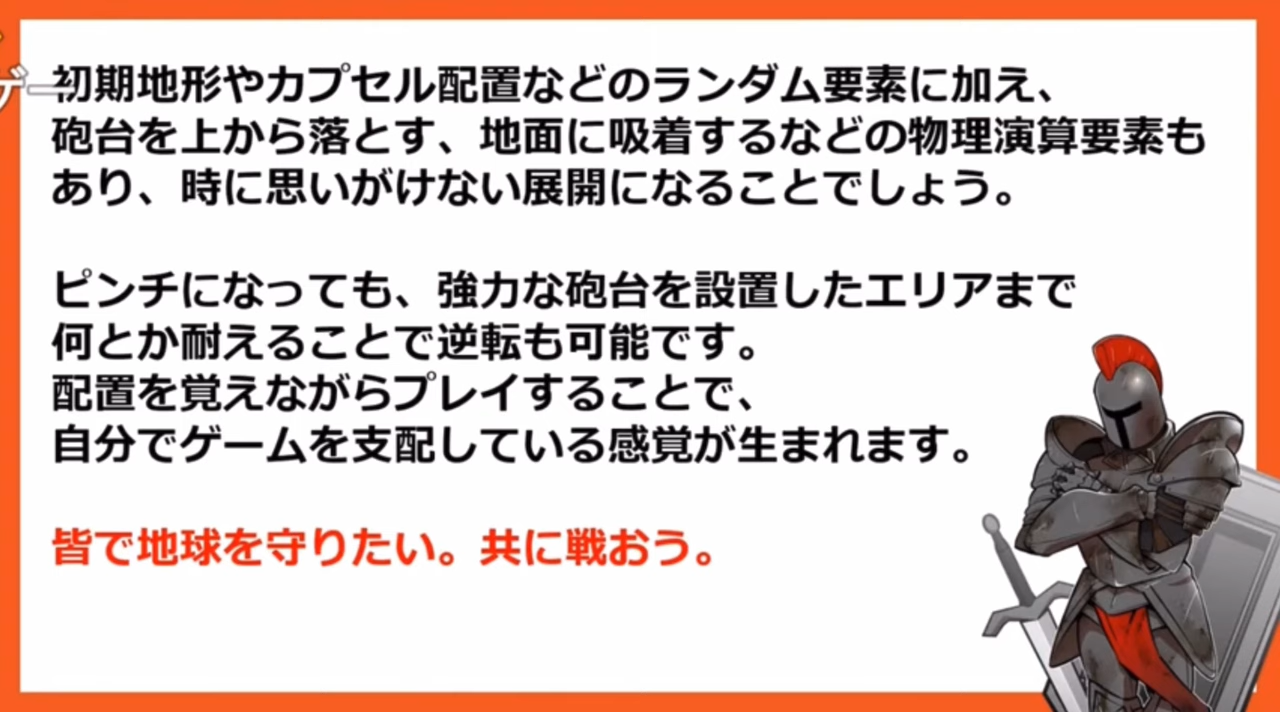 初期地形やカプセル配置などのランダム要素に加え、
砲台を上から落とす、地面に吸着するなどの物理演算要素も
あり、時に思いがけない展開になることでしょう。
ピンチになっても、強力な砲台を設置したエリアまで
何とか耐えることで逆転も可能です。
配置を覚えながらプレイすることで、
自分でゲームを支配している感覚が生まれます。
皆で地球を守りたい。共に戦おう。